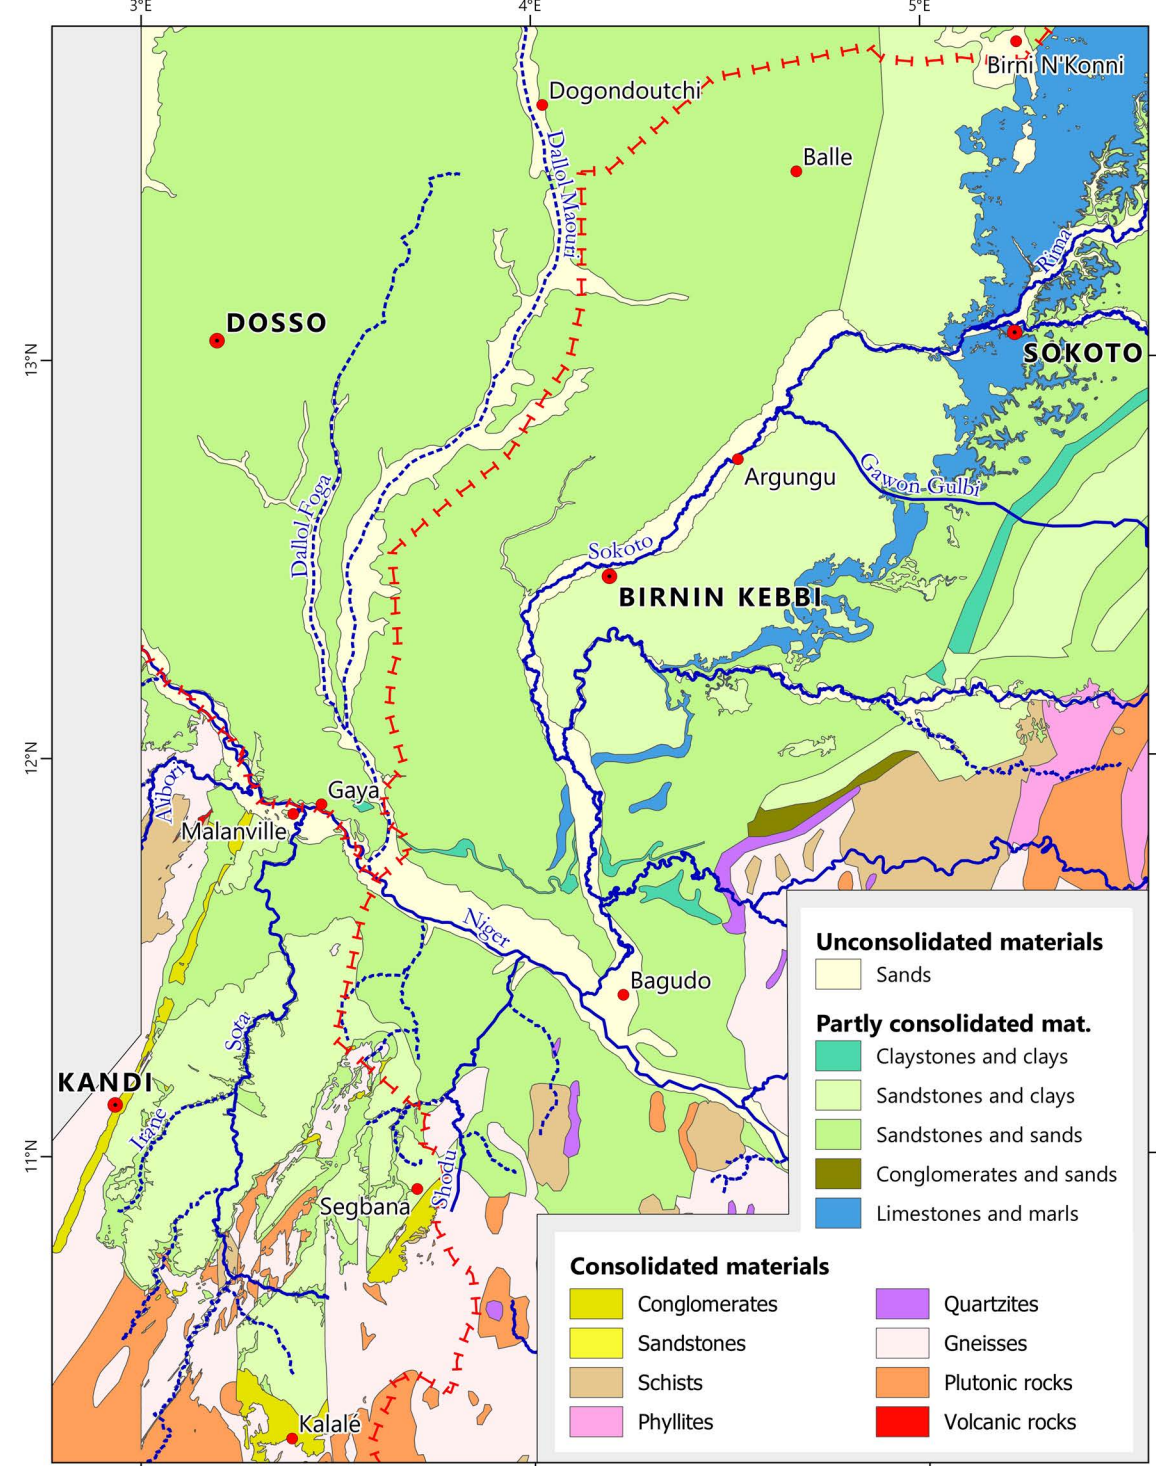 3°E
4°E
5°E
Birni N'Konni
Dogondoutchi
Dallol Maouri
Balle
Rima
DOSSO
13°N
SOKOTO
Argungu
Gawon Gulbi
Dallol Foga
Sokoto
BIRNIN KEBBI
12°N
Alibori
Gaya
Malanville
Niger
Bagudo
Sota
KANDI
Irane
11°N
Shodu
Segbana
Kalalé
Unconsolidated materials
Sands
Partly consolidated mat.
Claystones and clays
Sandstones and clays
Sandstones and sands
Conglomerates and sands
Limestones and marls
Consolidated materials
Conglomerates
Sandstones
Schists
Phyllites
Quartzites
Gneisses
Plutonic rocks
Volcanic rocks